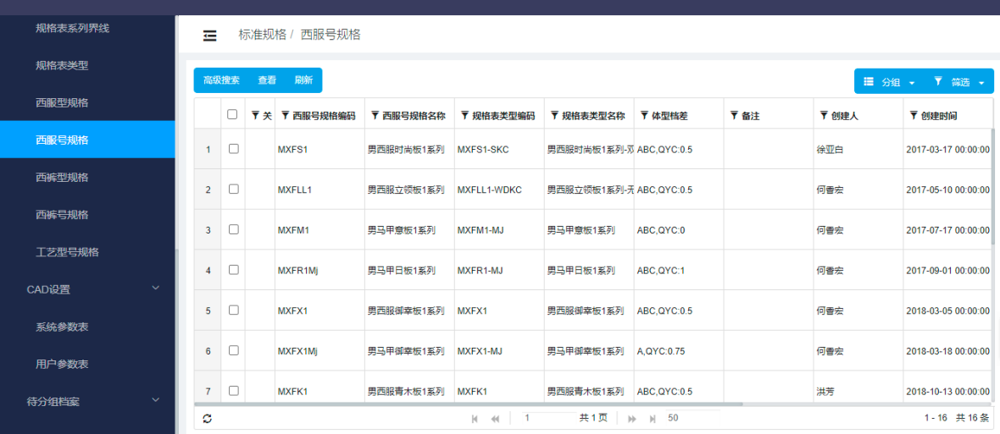 规格表系列界线
规格表类型
西服型规格
西服号规格
西裤型规格
西裤号规格
工艺型号规格
CAD设置
系统参数表
用户参数表
待分组档案
标准规格 / 西服号规格
高级搜索 查看 刷新
分组 筛选
关 西服号规格编码 西服号规格名称 规格表类型编码 规格表类型名称 体型档差 备注 创建人 创建时间
1 MXFS1 男西服时尚板1系列 MXFS1-SKC 男西服时尚板1系列-双 ABC,QYC:0.5 徐亚白 2017-03-17 00:00:00
2 MXFLL1 男西服立领板1系列 MXFLL1-WDKC 男西服立领板1系列-无 ABC,QYC:0.5 何香宏 2017-05-10 00:00:00
3 MXFM1 男马甲意板1系列 MXFM1-MJ 男马甲意板1系列 ABC,QYC:0 何香宏 2017-07-17 00:00:00
4 MXFR1Mj 男马甲日板1系列 MXFR1-MJ 男马甲日板1系列 ABC,QYC:1 何香宏 2017-09-01 00:00:00
5 MXFX1 男西服御幸板1系列 MXFX1 男西服御幸板1系列 ABC,QYC:0.5 何香宏 2018-03-05 00:00:00
6 MXFX1Mj 男马甲御幸板1系列 MXFX1-MJ 男马甲御幸板1系列 A,QYC:0.75 何香宏 2018-03-18 00:00:00
7 MXFK1 男西服青木板1系列 MXFK1 男西服青木板1系列 ABC,QYC:0.5 洪芳 2018-10-13 00:00:00
1 共 1 页 50 1 - 16 共 16 条